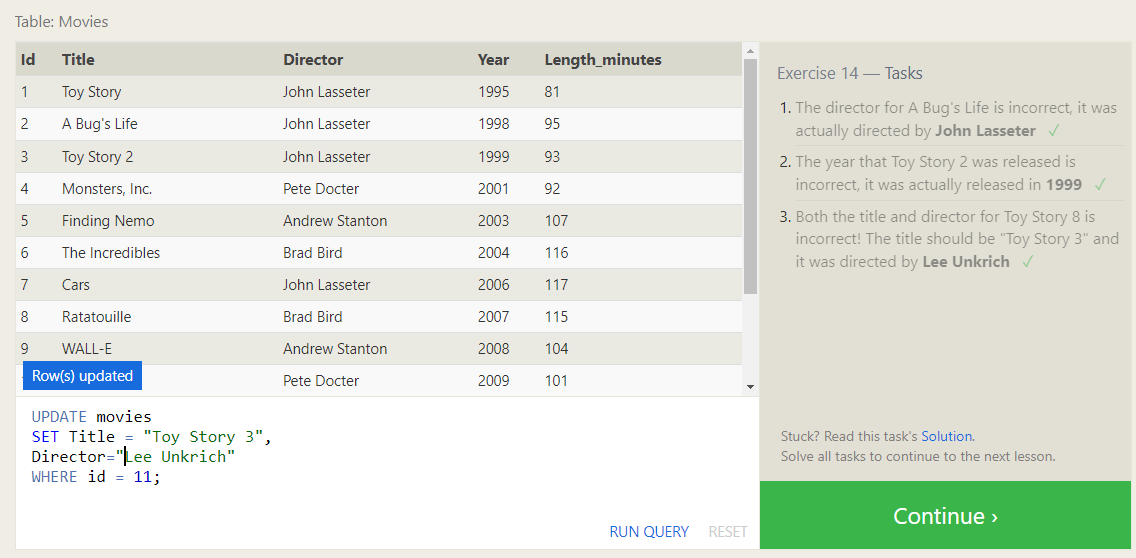 Table: Movies
Id Title Director Year Length_minutes
1 Toy Story John Lasseter 1995 81
2 A Bug's Life John Lasseter 1998 95
3 Toy Story 2 John Lasseter 1999 93
4 Monsters, Inc. Pete Docter 2001 92
5 Finding Nemo Andrew Stanton 2003 107
6 The Incredibles Brad Bird 2004 116
7 Cars John Lasseter 2006 117
8 Ratatouille Brad Bird 2007 115
9 WALL-E Andrew Stanton 2008 104
Pete Docter 2009 101
Row(s) updated
UPDATE movies
SET Title = "Toy Story 3",
Director="Lee Unkrich"
WHERE id = 11;
RUN QUERY RESET
Exercise 14 — Tasks
1. The director for A Bug's Life is incorrect, it was
actually directed by John Lasseter ✓
2. The year that Toy Story 2 was released is
incorrect, it was actually released in 1999 ✓
3. Both the title and director for Toy Story 8 is
incorrect! The title should be "Toy Story 3" and
it was directed by Lee Unkrich ✓
Stuck? Read this task's Solution.
Solve all tasks to continue to the next lesson.
Continue ›